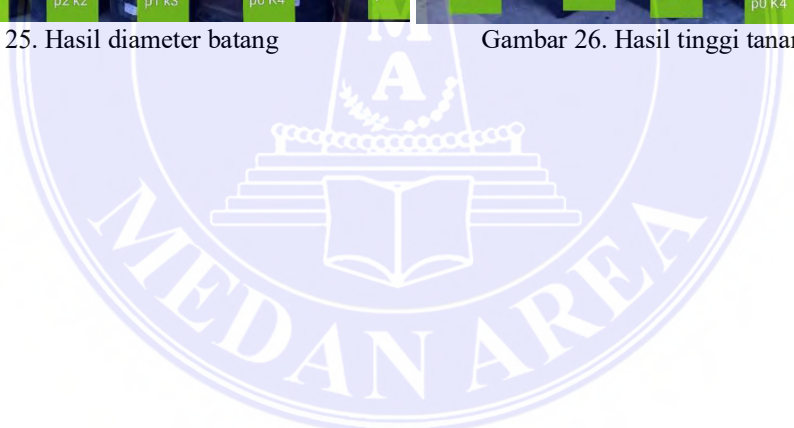 p2 k2 p1 k3 p0 K4
p0 K4
25. Hasil diameter batang Gambar 26. Hasil tinggi
M
A
MEDAN AREA